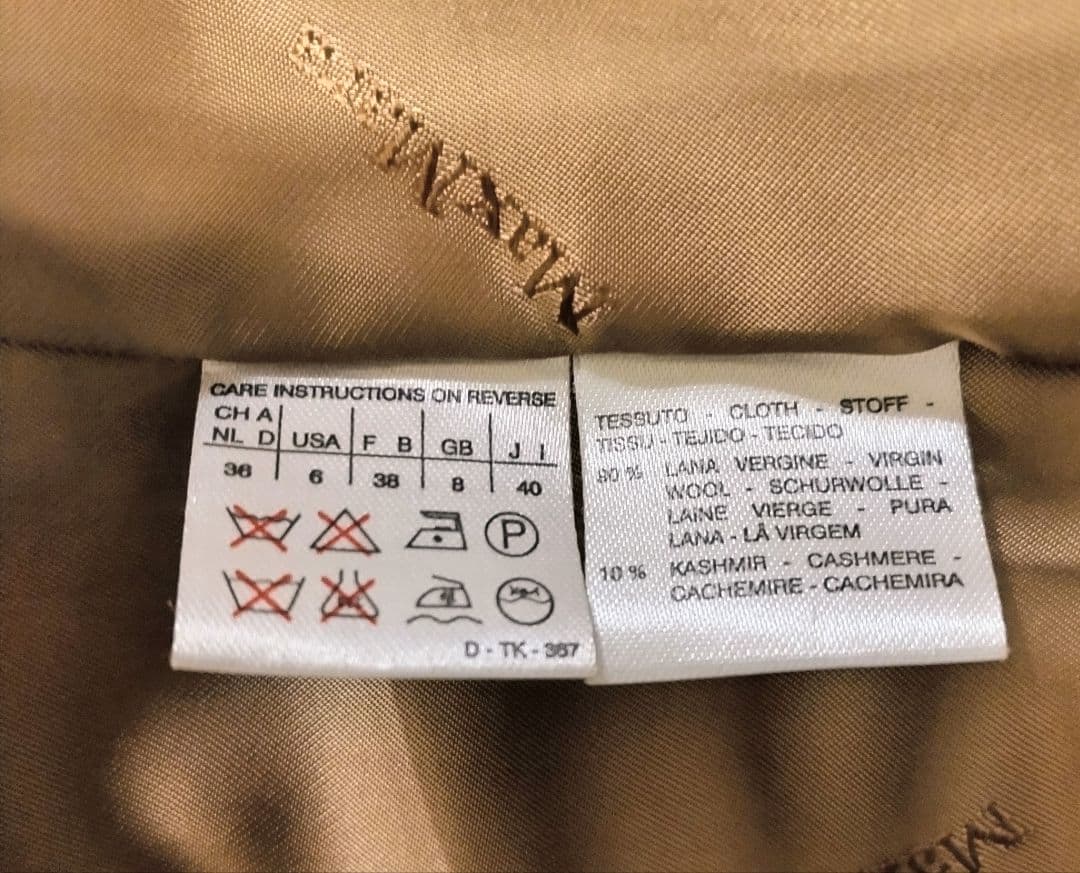 MaxMara
CARE INSTRUCTIONS ON REVERSE
CH A
NL D USA F B GB J I
36 6 38 8 40
P
D - TK - 367
TESSUTO - CLOTH - STOFF -
TISSU - TEJIDO - TECIDO
90 % LANA VERGINE - VIRGIN
WOOL - SCHURWOLLE -
LAINE VIERGE - PURA
LANA - LÃ VIRGEM
10 % KASHMIR - CASHMERE -
CACHEMIRE - CACHEMIRA